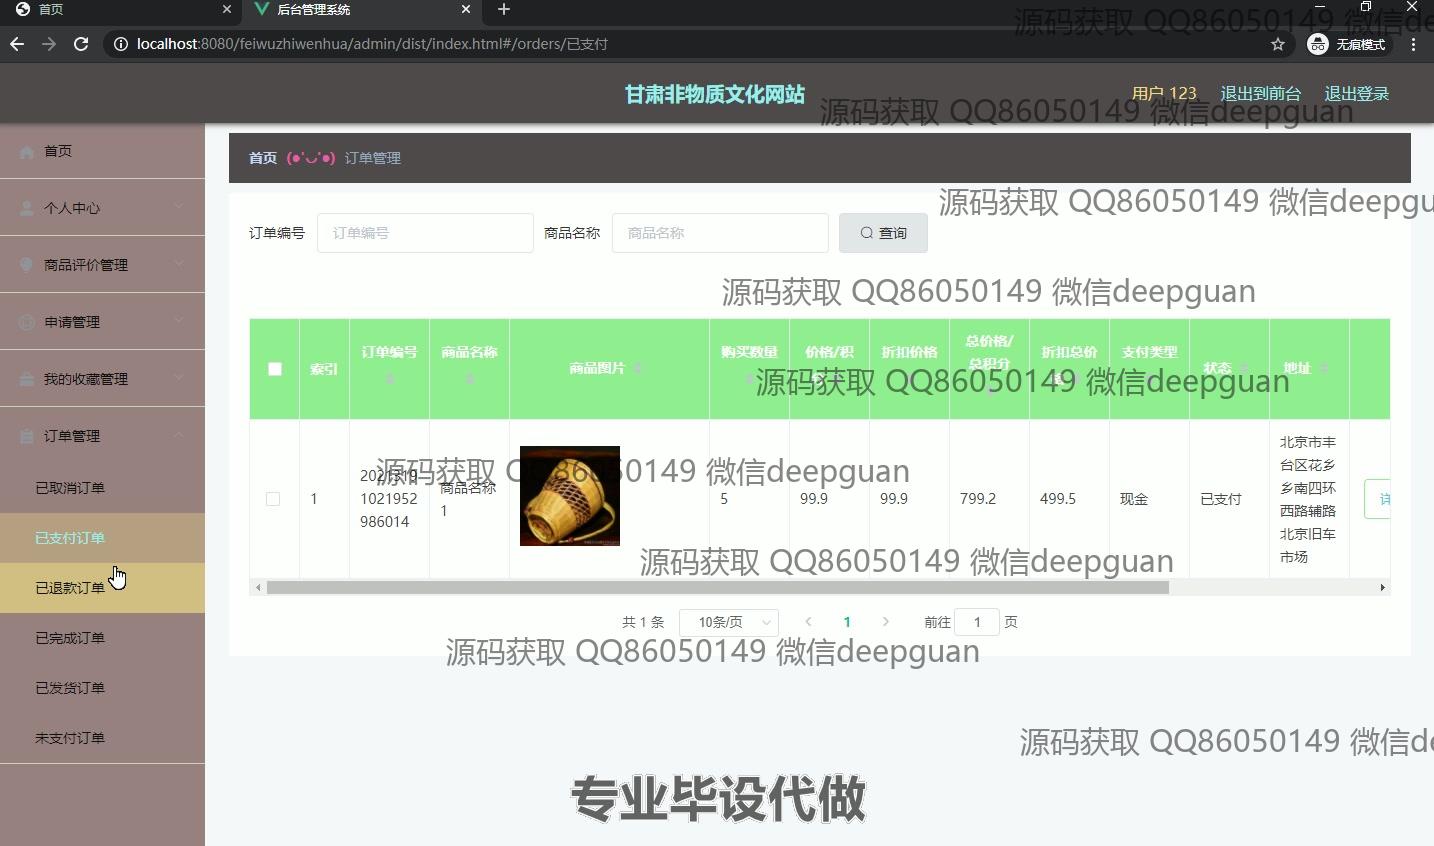 首页
后台管理系统
localhost:8080/feiwuzhiwenhua/admin/dist/index.html#/orders/已支付
无痕模式
源码获取 QQ86050149 微信de
甘肃非物质文化网站
用户 123
退出到前台
退出登录
源码获取 QQ86050149 微信deepguan
首页
个人中心
商品评价管理
申请管理
我的收藏管理
订单管理
已取消订单
已支付订单
已退款订单
已完成订单
已发货订单
未支付订单
首页 (●'◡'●) 订单管理
源码获取 QQ86050149 微信deepgu
订单编号 订单编号 商品名称 商品名称 查询
源码获取 QQ86050149 微信deepguan
索引
订单编号
商品名称
商品图片
购买数量
价格/积
折扣价格
总价格/
总积分
折扣总价
支付类型
状态
地址
源码获取 QQ86050149 微信deepguan
1
2021319
1021952
986014
商品名称
1
5
99.9
99.9
799.2
499.5
现金
已支付
北京市丰
台区花乡
乡南四环
西路辅路
北京旧车
市场
详
源码获取 QQ86050149 微信deepguan
源码获取 QQ86050149 微信deepguan
共 1 条 10条/页 1 前往 1 页
源码获取 QQ86050149 微信deepguan
源码获取 QQ86050149 微信de
专业毕设代做